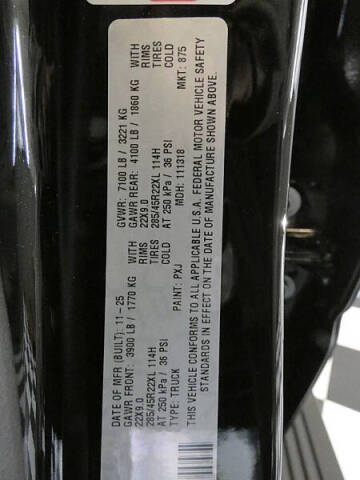 DATE OF MFR (BUILT): 11-25 GVWR: 7100 LB / 3221 KG
GAWR FRONT: 3900 LB / 1770 KG WITH GAWR REAR: 4100 LB / 1860 KG WITH
22X9.0 RIMS 22X9.0 RIMS
285/45R22XL 114H TIRES 285/45R22XL 114H TIRES
AT 250 kPa / 36 PSI COLD AT 250 kPa / 36 PSI COLD
TYPE: TRUCK PAINT: PXJ MDH: 111318 MKT: 875
THIS VEHICLE CONFORMS TO ALL APPLICABLE U.S.A. FEDERAL MOTOR VEHICLE SAFETY
STANDARDS IN EFFECT ON THE DATE OF MANUFACTURE SHOWN ABOVE.